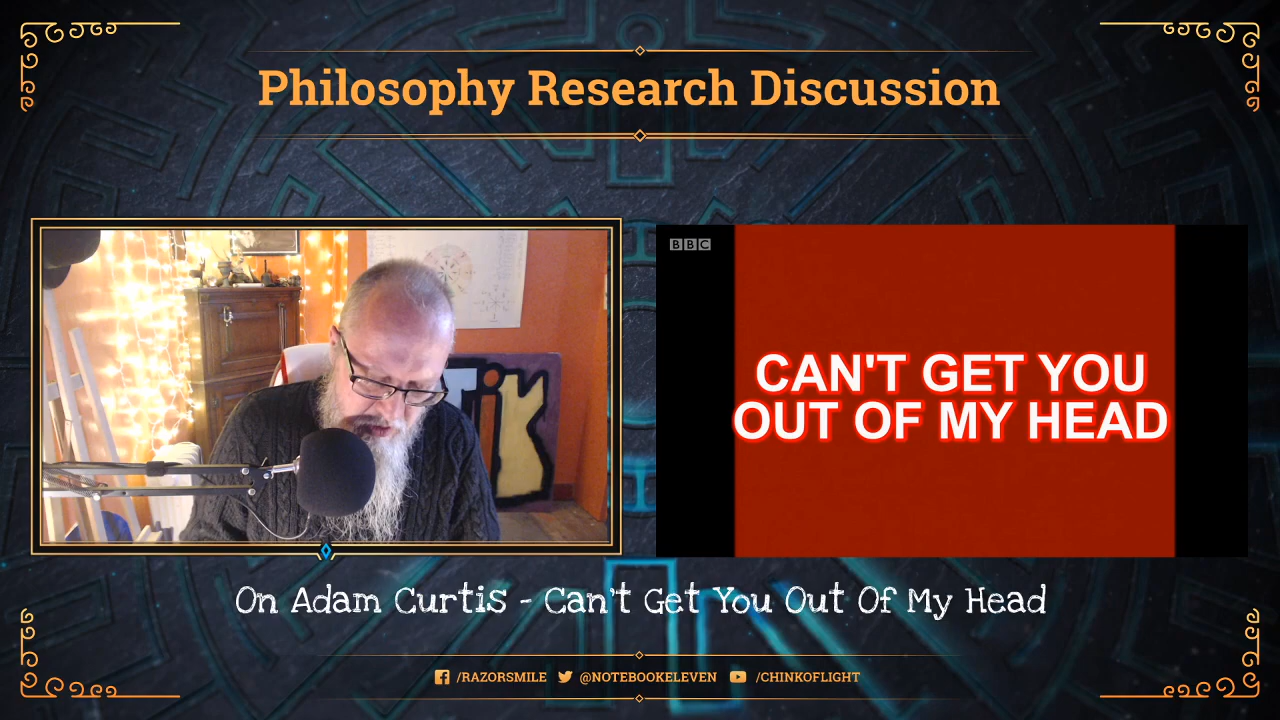 Philosophy Research Discussion
BBC
CAN'T GET YOU
OUT OF MY HEAD
TiK
On Adam Curtis - Can't Get You Out Of My Head
/RAZORSMILE @NOTEBOOKELEVEN /CHINKOFLIGHT